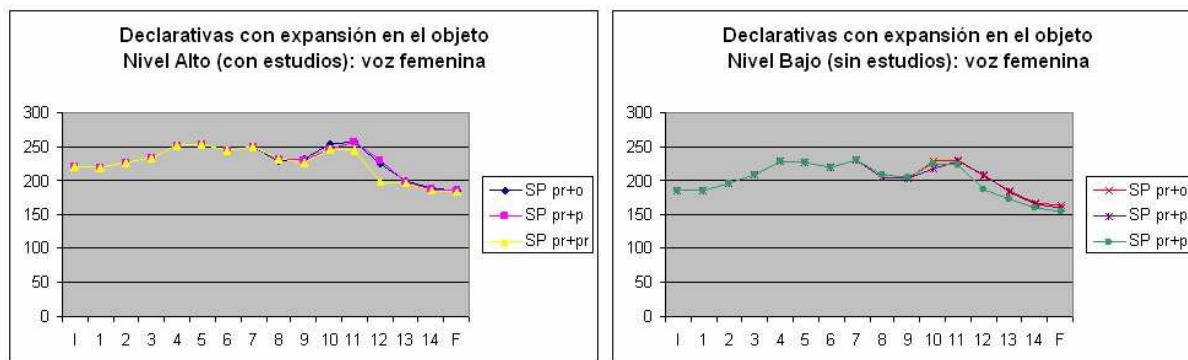 Declarativas con expansión en el objeto
Nivel Alto (con estudios): voz femenina
300
250
200
150
100
50
0
I 1 2 3 4 5 6 7 8 9 10 11 12 13 14 F
SP pr+o
SP pr+p
SP pr+pr
Declarativas con expansión en el objeto
Nivel Bajo (sin estudios): voz femenina
300
250
200
150
100
50
0
I 1 2 3 4 5 6 7 8 9 10 11 12 13 14 F
SP pr+o
SP pr+p
SP pr+p